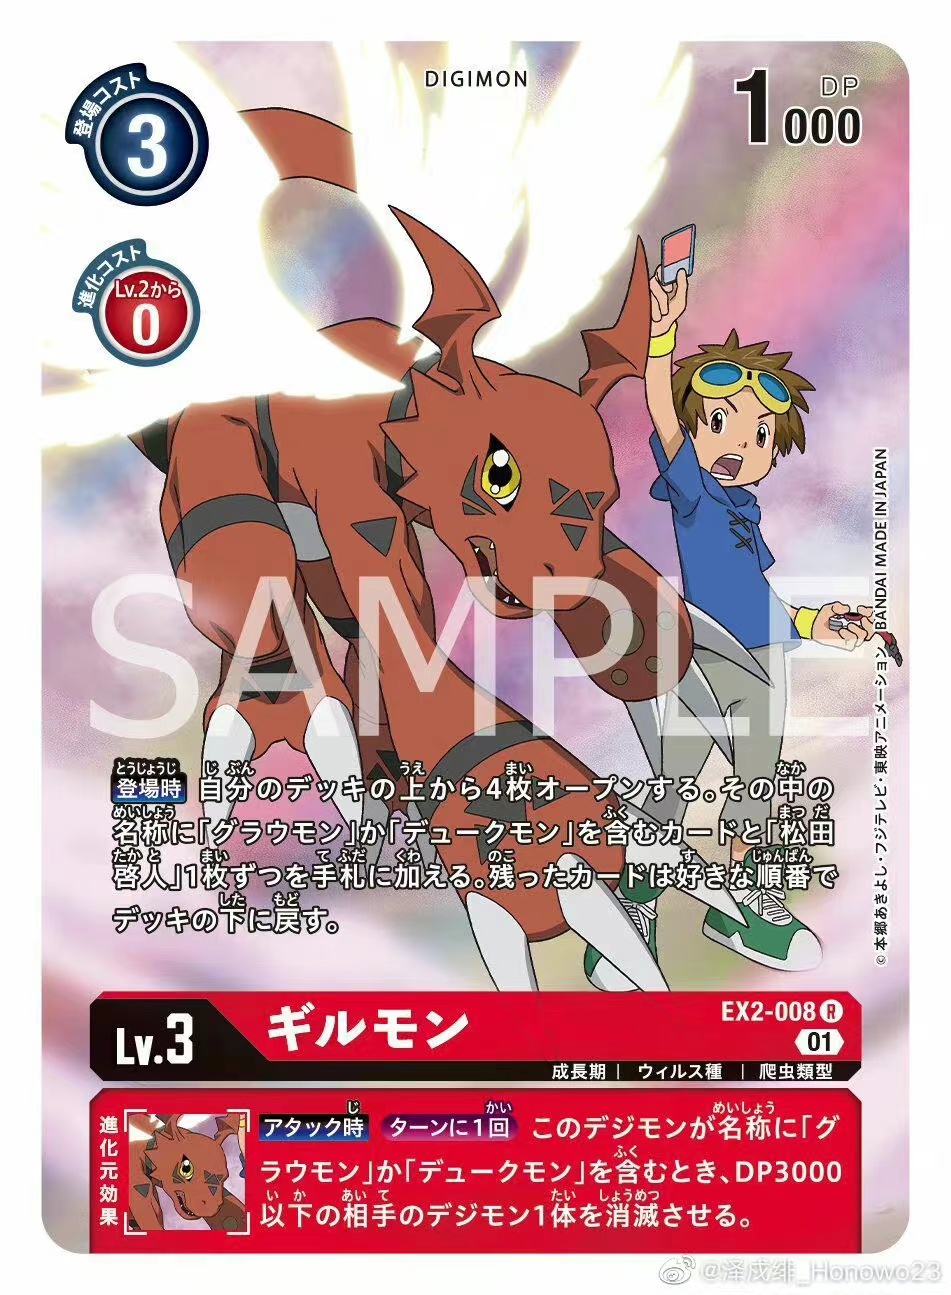 DIGIMON
登場コスト
3
1000
DP
進化コスト
Lv.2から
0
SAMPLE
登場時 自分のデッキの上から4枚オープンする。その中の
名称に「グラウモン」か「デュークモン」を含むカードと「松田
啓人」1枚ずつを手札に加える。残ったカードは好きな順番で
デッキの下に戻す。
©本郷あきよし・フジテレビ・東映アニメーション BANDAI MADE IN JAPAN
Lv.3
ギルモン
EX2-008 R
01
成長期 | ウィルス種 | 爬虫類型
進化元効果
アタック時 ターンに1回 このデジモンが名称に「グ
ラウモン」か「デュークモン」を含むとき、DP3000
以下の相手のデジモン1体を消滅させる。
@泽戍绯_Honowo23